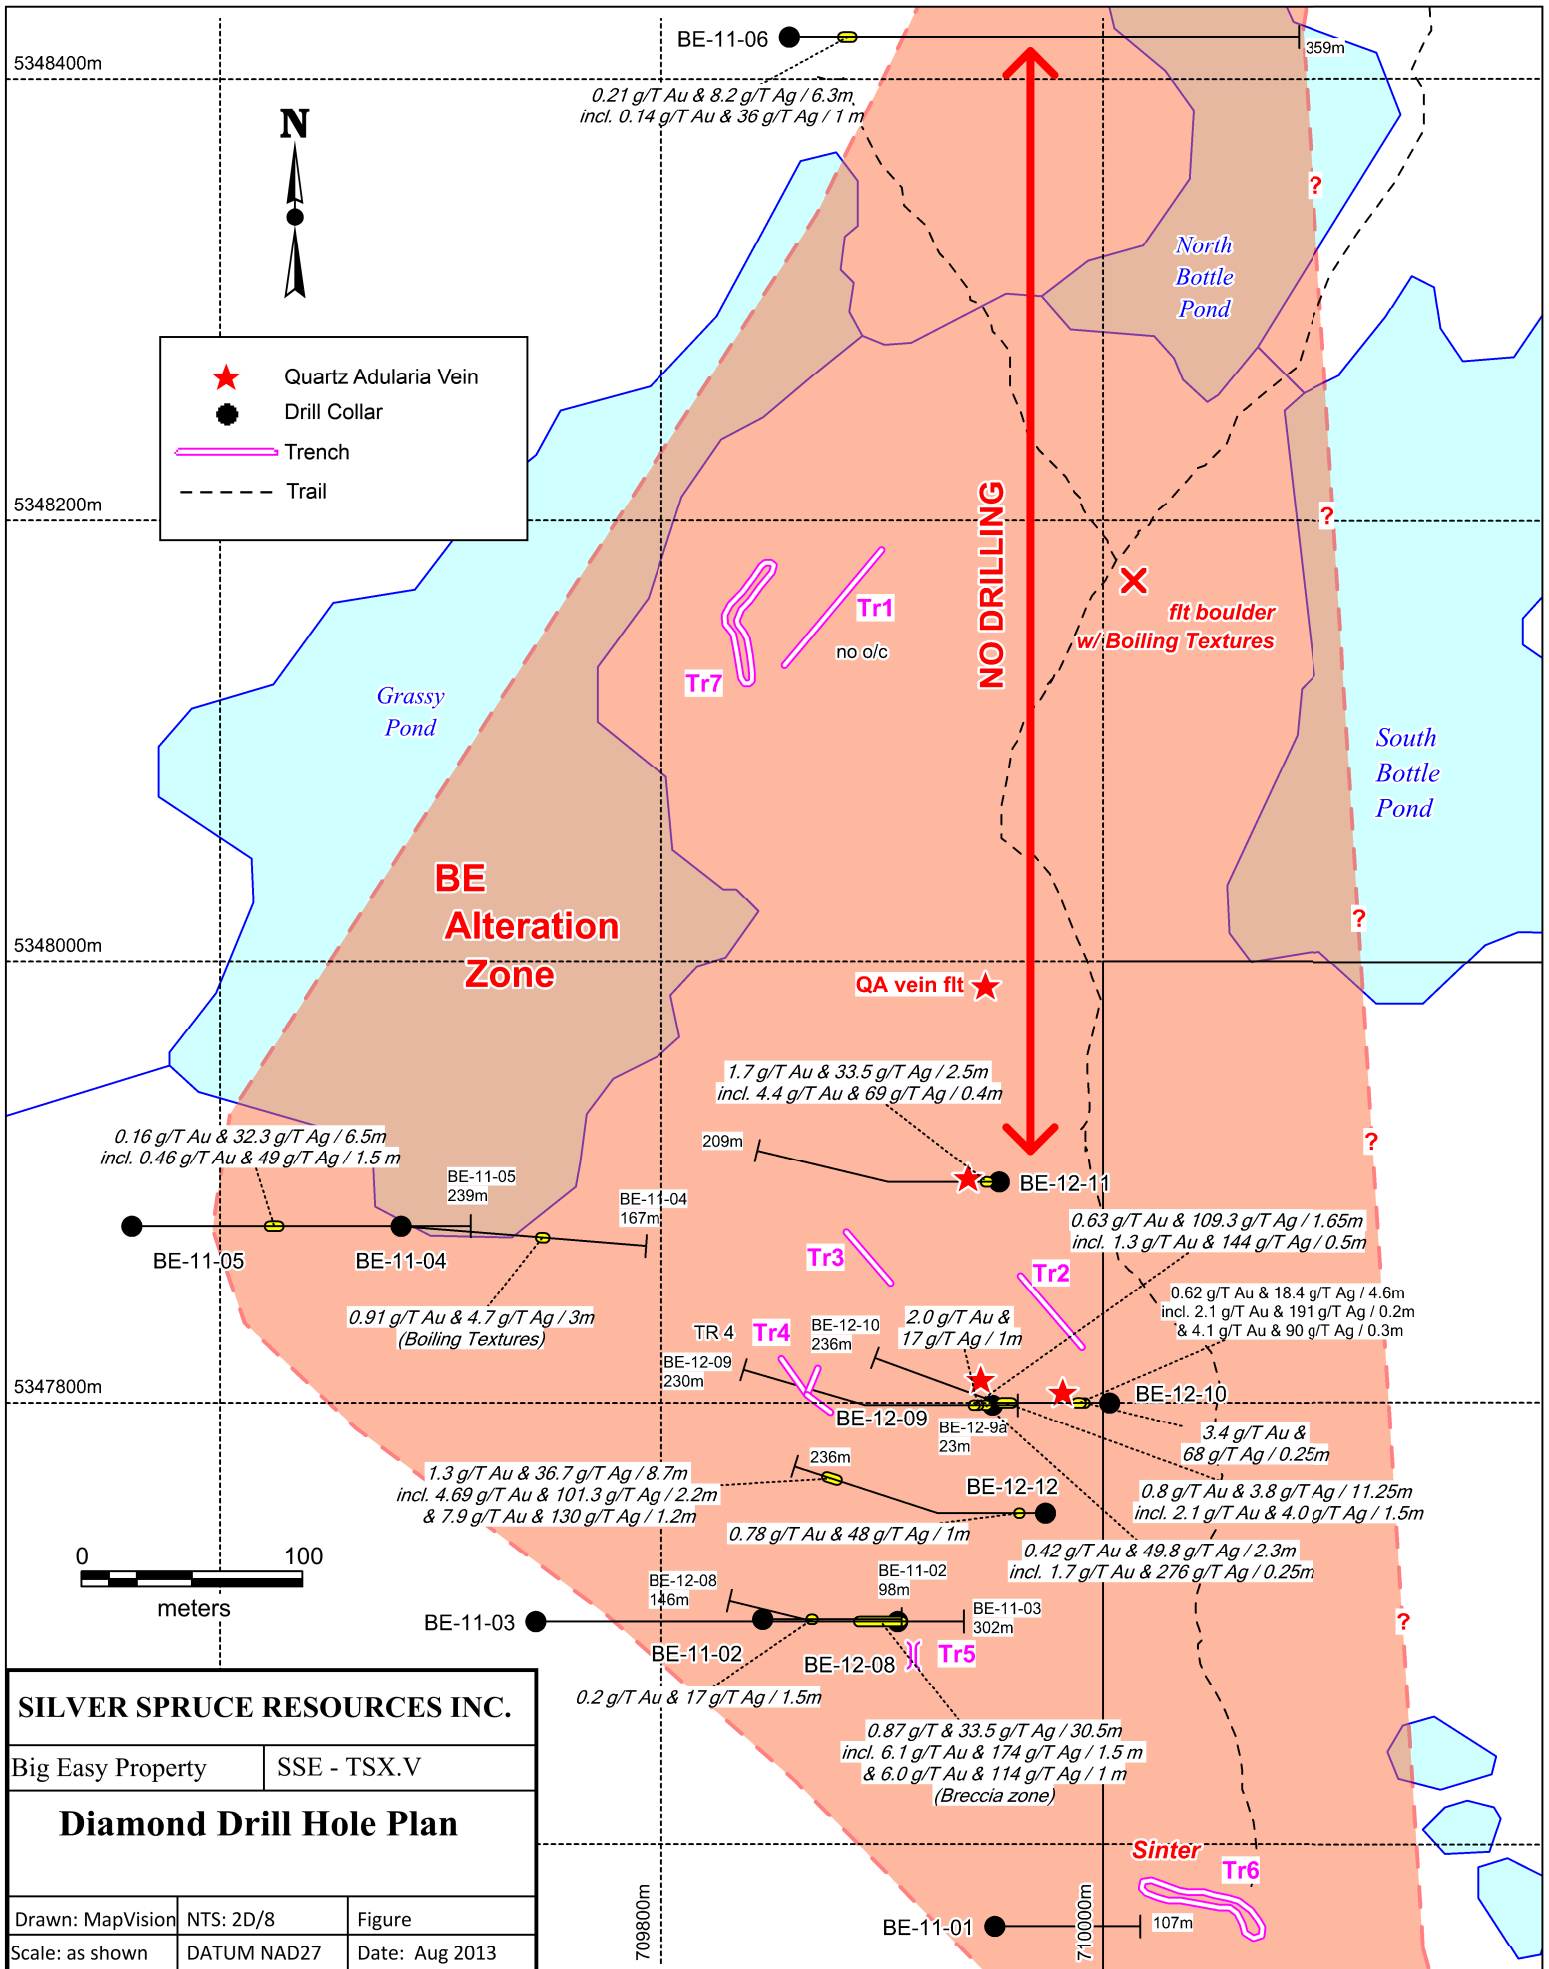 BE-11-06
359m
5348400m
0.21 g/T Au & 8.2 g/T Ag / 6.3m
incl. 0.14 g/T Au & 36 g/T Ag / 1 m
N
?
North
Bottle
Pond
Quartz Adularia Vein
Drill Collar
Trench
Trail
5348200m
?
NO DRILLING
Tr1
no o/c
Tr7
flt boulder
w/ Boiling Textures
Grassy
Pond
South
Bottle
Pond
BE
Alteration
Zone
?
5348000m
QA vein flt
1.7 g/T Au & 33.5 g/T Ag / 2.5m
incl. 4.4 g/T Au & 69 g/T Ag / 0.4m
209m
BE-12-11
?
0.16 g/T Au & 32.3 g/T Ag / 6.5m
incl. 0.46 g/T Au & 49 g/T Ag / 1.5 m
BE-11-05
239m
BE-11-04
167m
BE-11-05
BE-11-04
0.63 g/T Au & 109.3 g/T Ag / 1.65m
incl. 1.3 g/T Au & 144 g/T Ag / 0.5m
Tr3
Tr2
0.62 g/T Au & 18.4 g/T Ag / 4.6m
incl. 2.1 g/T Au & 191 g/T Ag / 0.2m
& 4.1 g/T Au & 90 g/T Ag / 0.3m
0.91 g/T Au & 4.7 g/T Ag / 3m
(Boiling Textures)
2.0 g/T Au &
17 g/T Ag / 1m
TR 4
Tr4
BE-12-10
236m
BE-12-09
230m
5347800m
BE-12-10
BE-12-09
BE-12-9a
23m
3.4 g/T Au &
68 g/T Ag / 0.25m
236m
1.3 g/T Au & 36.7 g/T Ag / 8.7m
incl. 4.69 g/T Au & 101.3 g/T Ag / 2.2m
& 7.9 g/T Au & 130 g/T Ag / 1.2m
BE-12-12
0.8 g/T Au & 3.8 g/T Ag / 11.25m
incl. 2.1 g/T Au & 4.0 g/T Ag / 1.5m
0.78 g/T Au & 48 g/T Ag / 1m
0.42 g/T Au & 49.8 g/T Ag / 2.3m
incl. 1.7 g/T Au & 276 g/T Ag / 0.25m
0 100
meters
BE-12-08
146m
BE-11-02
98m
BE-11-03
BE-11-03
302m
?
BE-11-02
BE-12-08
Tr5
0.2 g/T Au & 17 g/T Ag / 1.5m
0.87 g/T & 33.5 g/T Ag / 30.5m
incl. 6.1 g/T Au & 174 g/T Ag / 1.5 m
& 6.0 g/T Au & 114 g/T Ag / 1 m
(Breccia zone)
Sinter
Tr6
BE-11-01
107m
709800m
710000m
SILVER SPRUCE RESOURCES INC.
Big Easy Property
SSE - TSX.V
Diamond Drill Hole Plan
Drawn: MapVision
NTS: 2D/8
Figure
Scale: as shown
DATUM NAD27
Date: Aug 2013